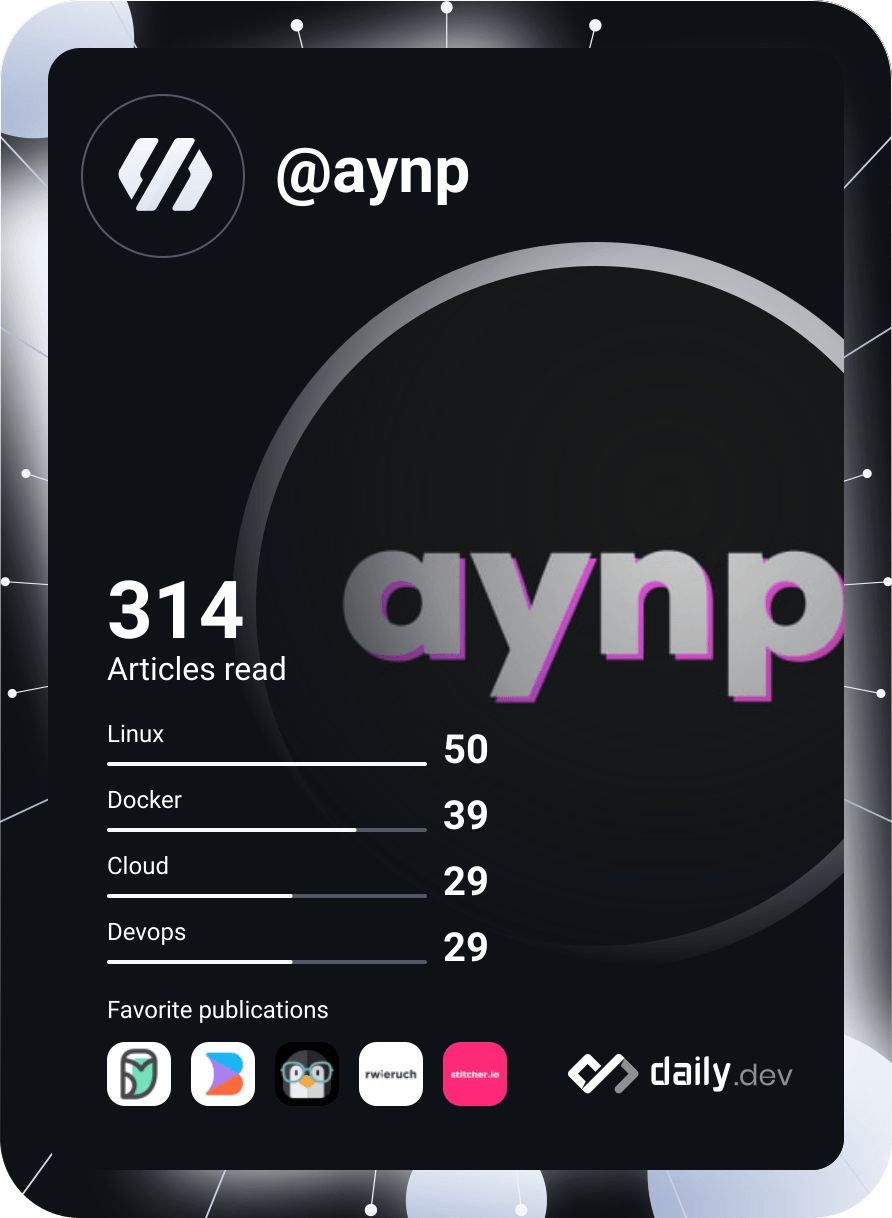 @aynp
aynp
314
Articles read
Linux
50
Docker
39
Cloud
29
Devops
29
Favorite publications
rwieruch
stitcher.io
daily.dev